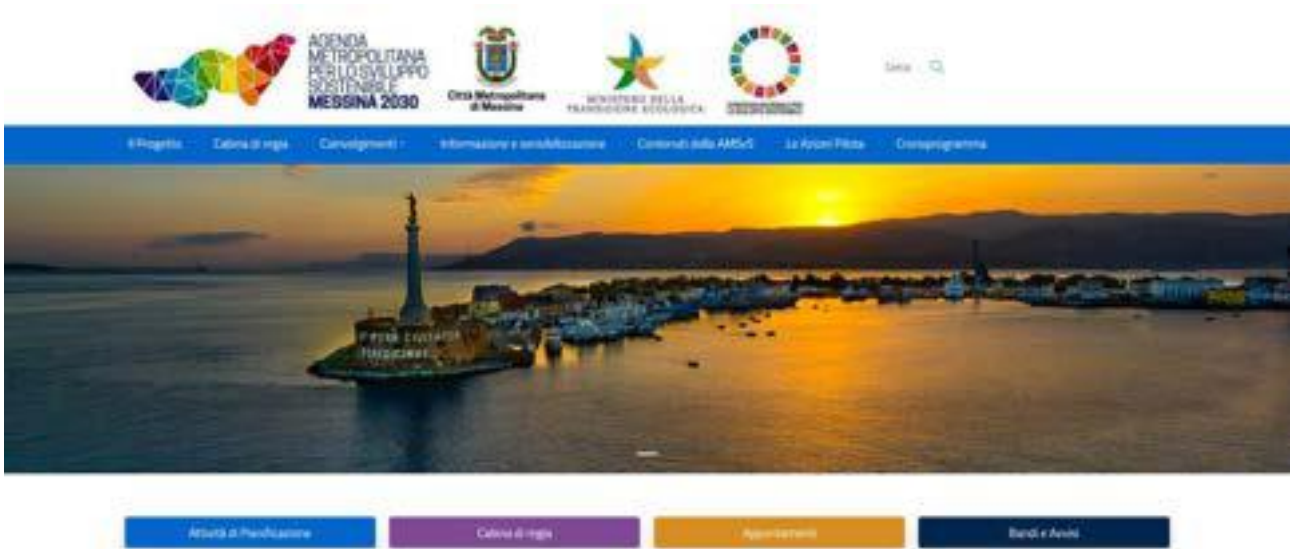 AGENDA
METROPOLITANA
PER LO SVILUPPO
SOSTENIBILE
MESSINA 2030
Città Metropolitana
di Messina
MINISTERO DELLA
TRANSIZIONE ECOLOGICA
Cerca
Il Progetto
Cabina di regia
Coinvolgimenti
Informazione e sensibilizzazione
Contenuti della AMSvS
Le Azioni Pilota
Cronoprogramma
Attività di Pianificazione
Cabina di regia
Appuntamenti
Bandi e Avvisi